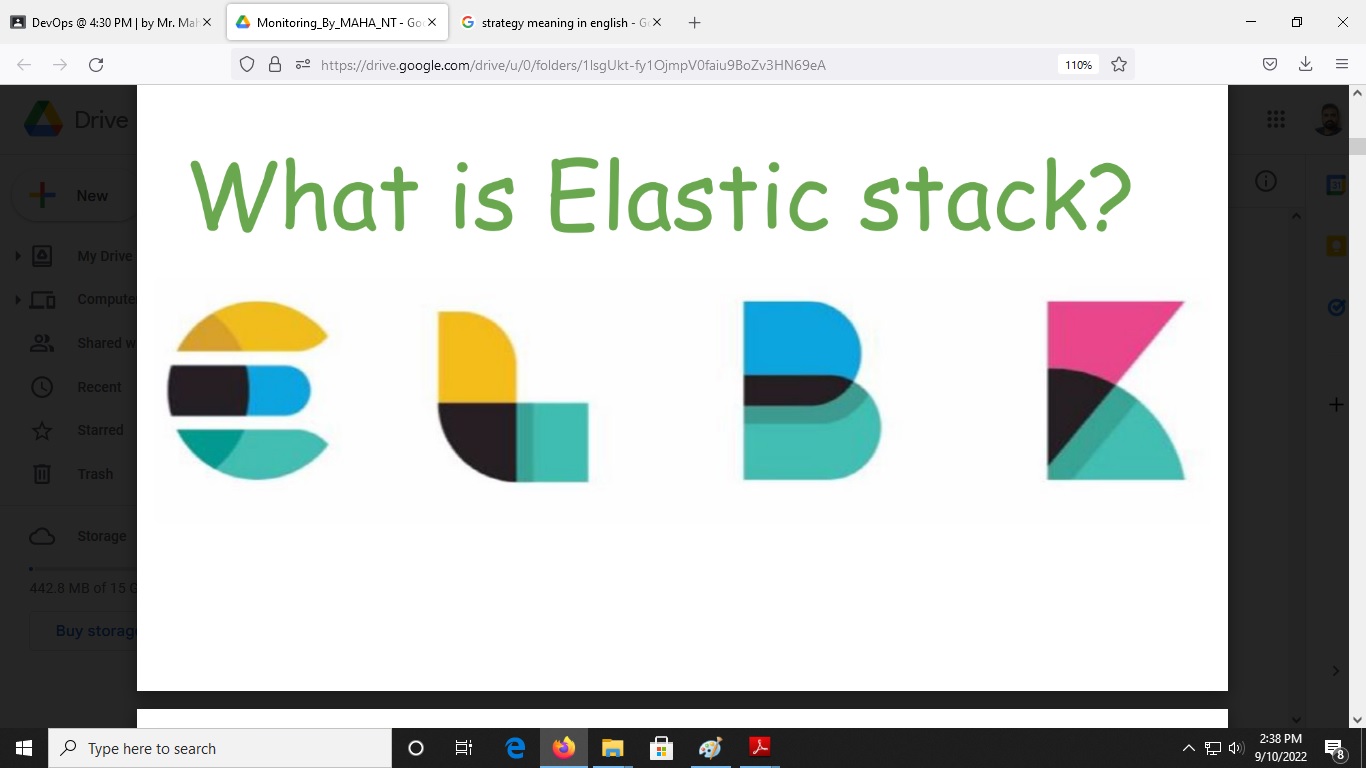 DevOps @ 4:30 PM | by Mr. Mah
Monitoring_By_MAHA_NT - Goo
strategy meaning in english - Go
https://drive.google.com/drive/u/0/folders/1lsgUkt-fy1OjmpV0faiu9BoZv3HN69eA
110%
Drive
What is Elastic stack?
New
My Drive
Compute
Shared w
Recent
Starred
Trash
Storage
442.8 MB of 15 G
Buy storag
Type here to search
2:38 PM
9/10/2022
8